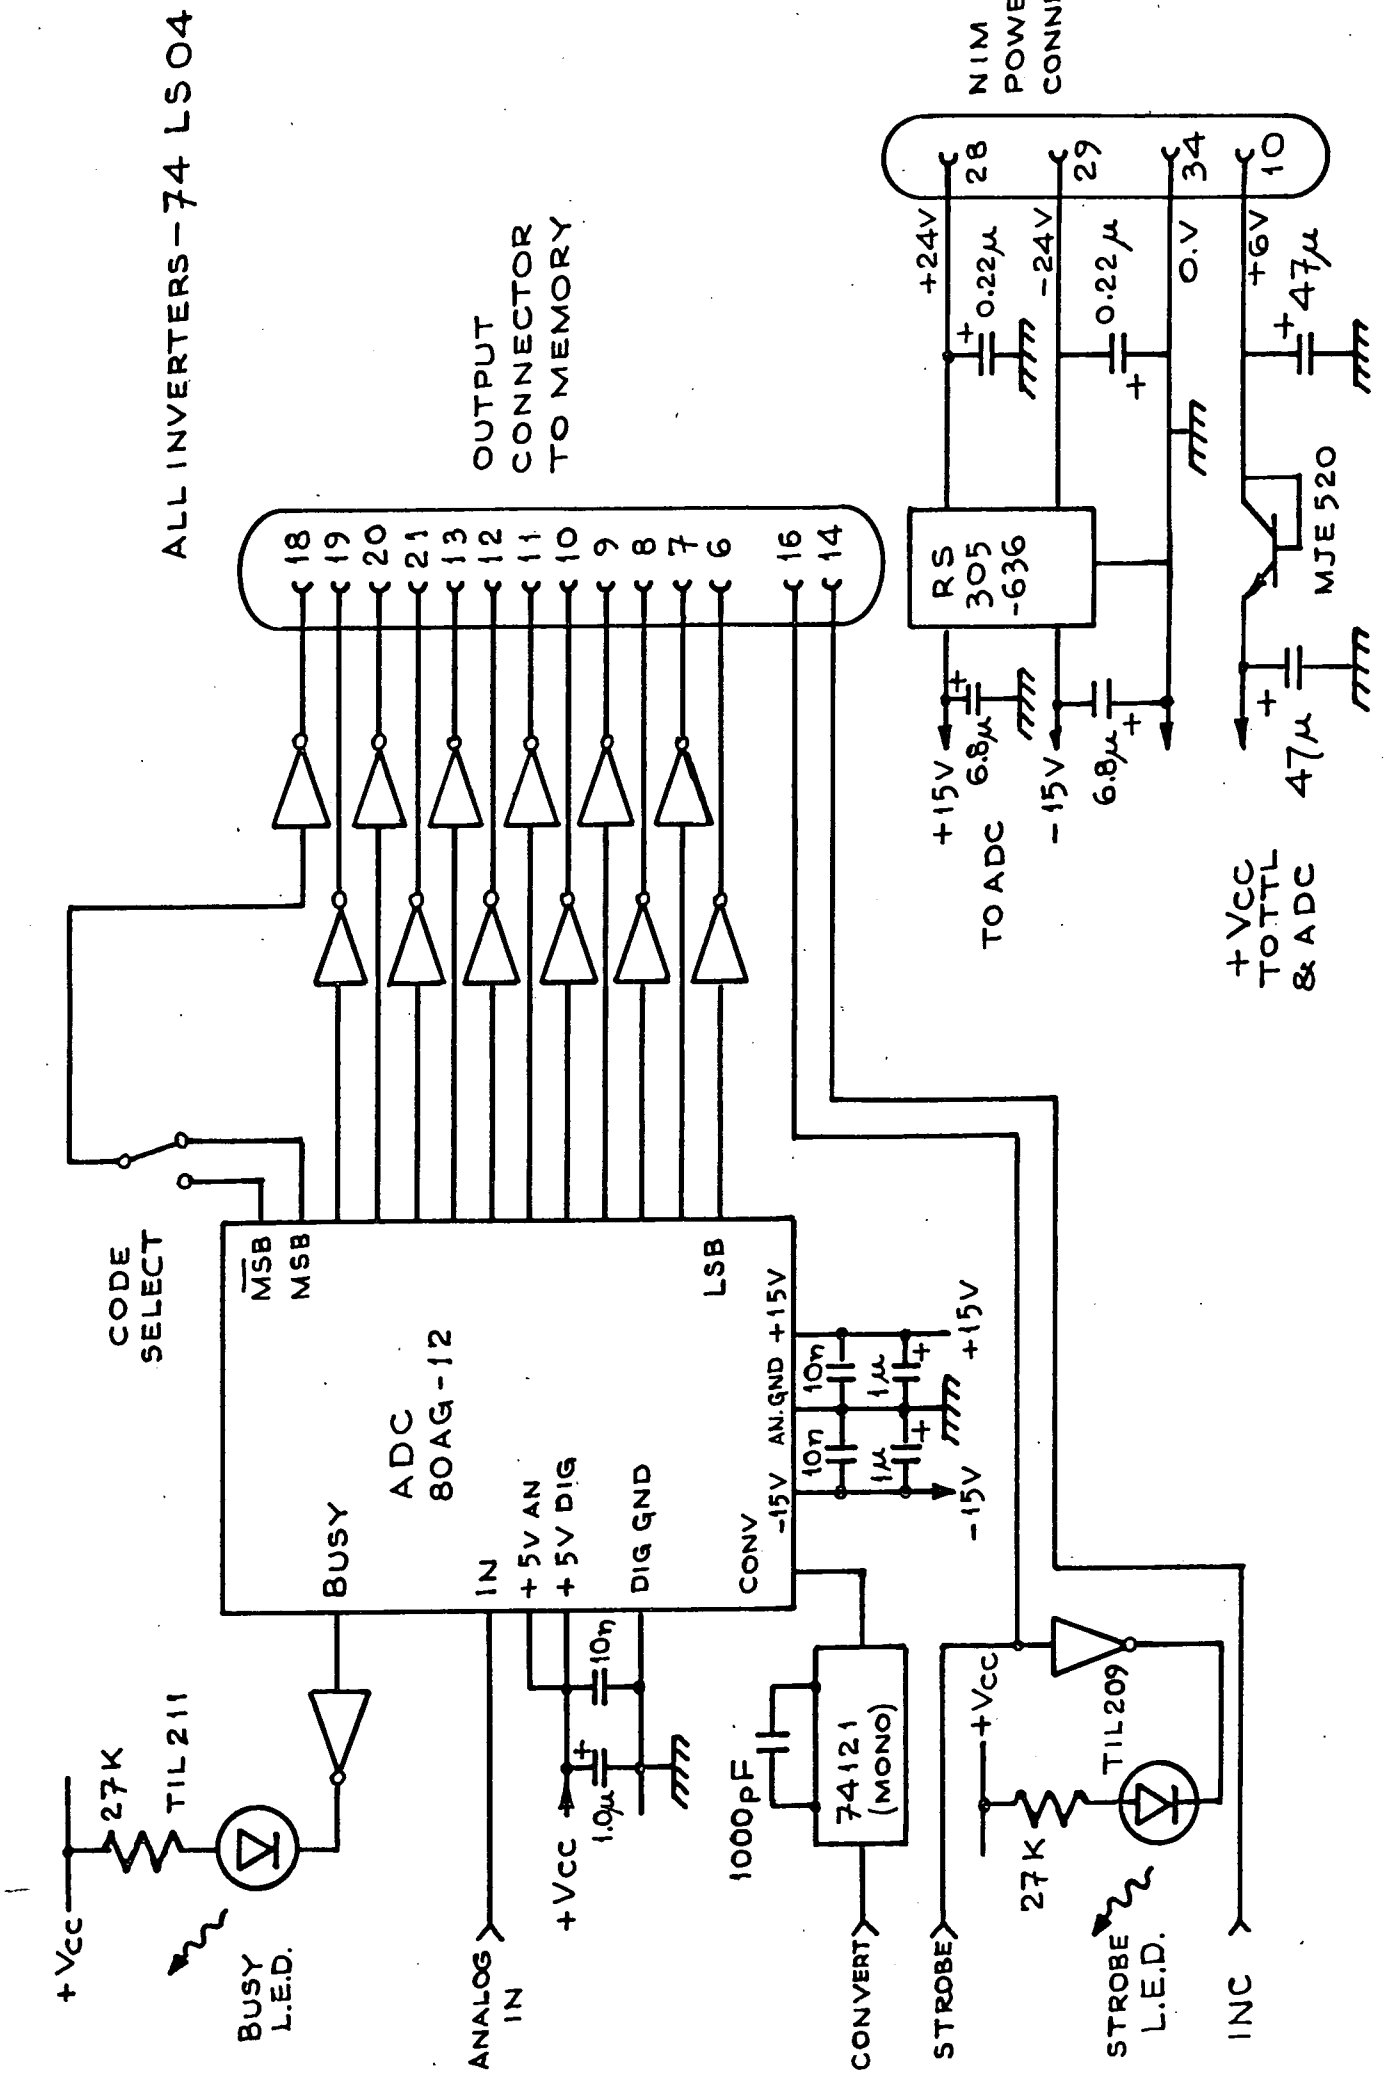 ALL INVERTERS-74 LS04
CODE
SELECT
OUTPUT
CONNECTOR
TO MEMORY
18
19
20
21
13
12
11
10
9
8
7
6
16
14
+Vcc
27K
TIL 211
BUSY
L.E.D.
ANALOG
IN
BUSY
IN
+5V AN
+5V DIG
DIG GND
CONV
ADC
80AG-12
MSB
MSB
LSB
-15V
AN.GND
+15V
+Vcc
1.0μ
10n
10n
10n
1μ
1μ
-15V
+15V
1000pF
74121
(MONO)
CONVERT
STROBE
+Vcc
27K
TIL209
STROBE
L.E.D.
INC
NIM
28
29
34
10
+24V
-24V
0.V
+6V
0.22μ
0.22μ
47μ
RS
305
-636
+15V
6.8μ
TO ADC
-15V
6.8μ
MJE 520
47μ
+Vcc
TO TTL
& ADC